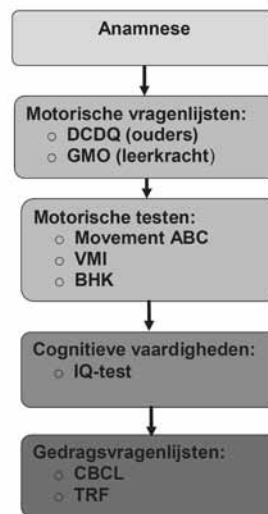 Anamnese
Motorische vragenlijsten:
o DCDQ (ouders)
o GMO (leerkracht)
Motorische testen:
o Movement ABC
o VMI
o BHK
Cognitieve vaardigheden:
o IQ-test
Gedragsvragenlijsten:
o CBCL
o TRF